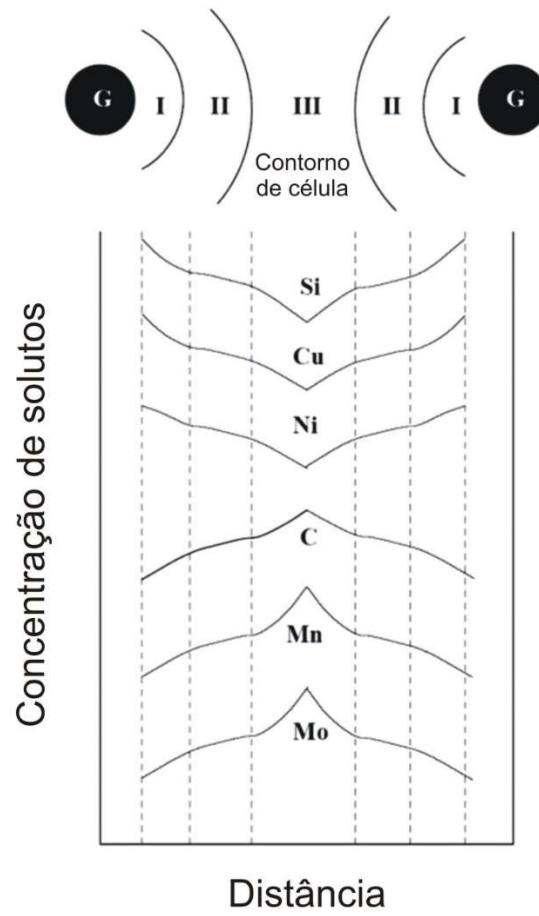 G I II III II I G
Contorno
de célula
Concentração de solutos
Si
Cu
Ni
C
Mn
Mo
Distância